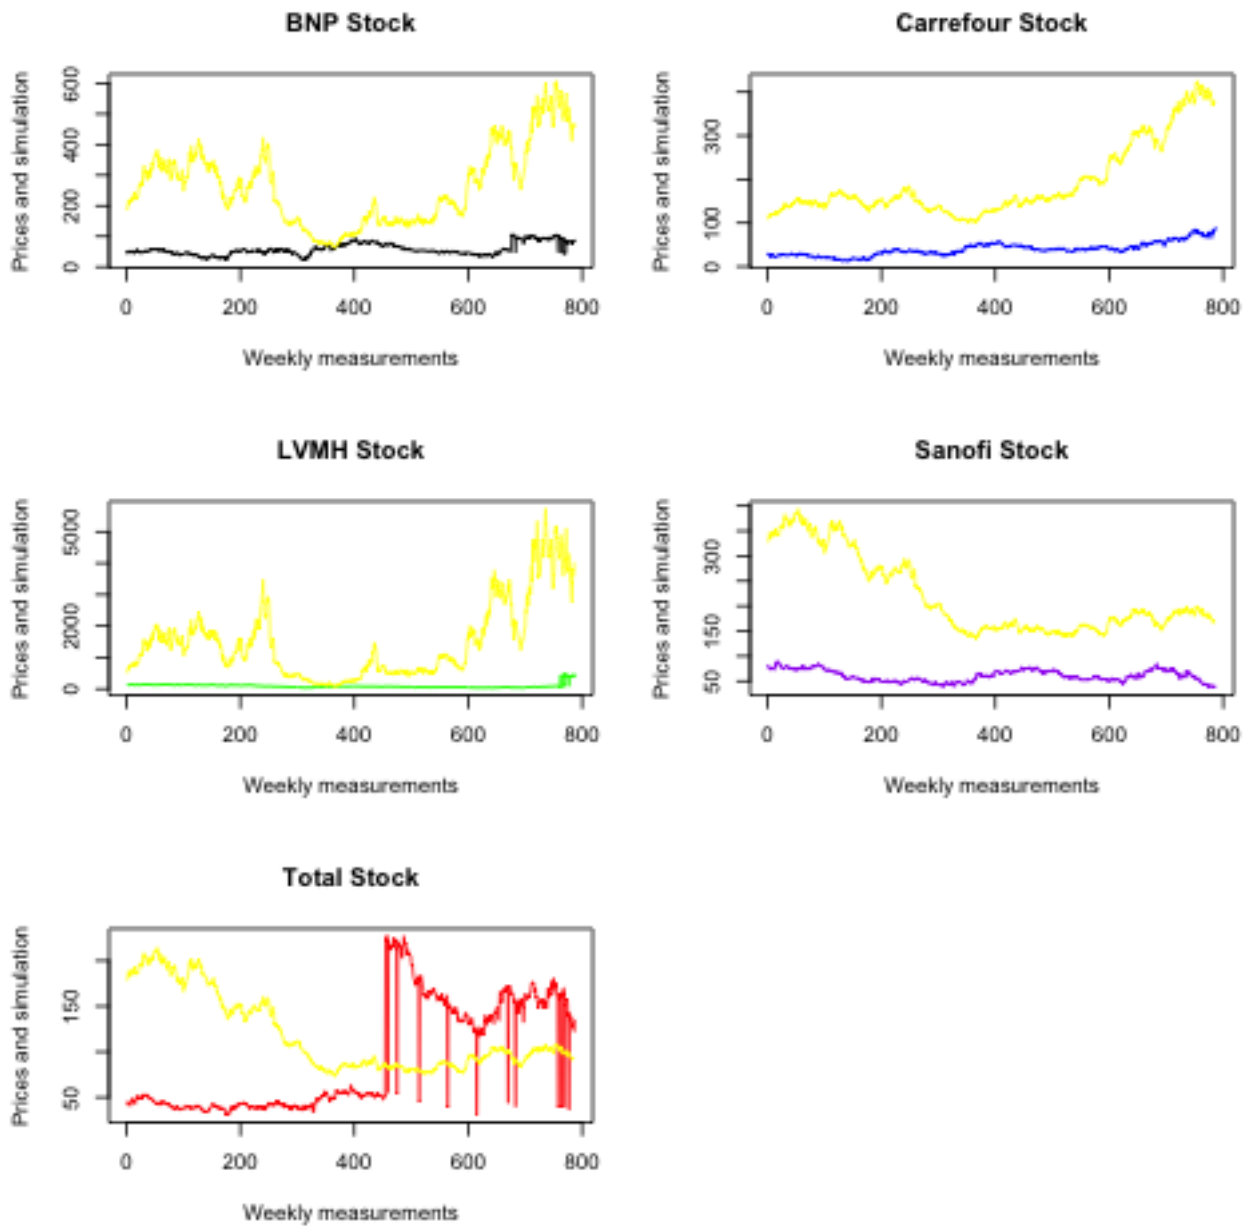 BNP Stock
Prices and simulation
0 200 400 600
0 200 400 600 800
Weekly measurements
Carrefour Stock
Prices and simulation
0 100 300
0 200 400 600 800
Weekly measurements
LVMH Stock
Prices and simulation
0 2000 5000
0 200 400 600 800
Weekly measurements
Sanofi Stock
Prices and simulation
50 150 300
0 200 400 600 800
Weekly measurements
Total Stock
Prices and simulation
50 150
0 200 400 600 800
Weekly measurements